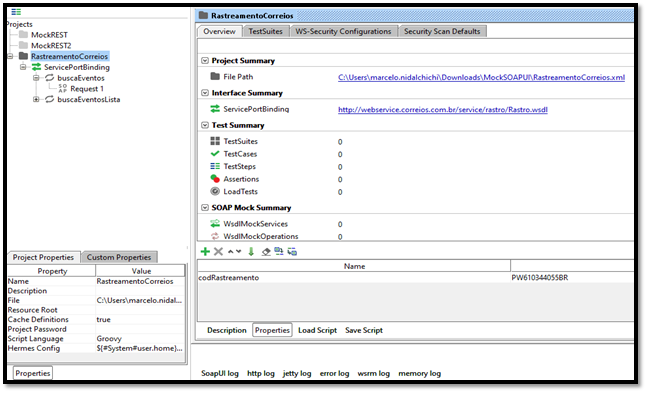 Projects
MockREST
MockREST2
RastreamentoCorreios
ServicePortBinding
buscaEventos
SOAP Request 1
buscaEventosLista
Project Properties Custom Properties
Property Value
Name RastreamentoCorreios
Description
File C:\Users\marcelo.nidal...
Resource Root
Cache Definitions true
Project Password
Script Language Groovy
Hermes Config ${#System#user.home}...
Properties
RastreamentoCorreios
Overview TestSuites WS-Security Configurations Security Scan Defaults
Project Summary
File Path C:\Users\marcelo.nidalchichi\Downloads\MockSOAPUI\RastreamentoCorreios.xml
Interface Summary
ServicePortBinding http://webservice.correios.com.br/service/rastro/Rastro.wsdl
Test Summary
TestSuites 0
TestCases 0
TestSteps 0
Assertions 0
LoadTests 0
SOAP Mock Summary
WsdlMockServices 0
WsdlMockOperations 0
Name
codRastreamento PW610344055BR
Description Properties Load Script Save Script
SoapUI log http log jetty log error log wsrm log memory log